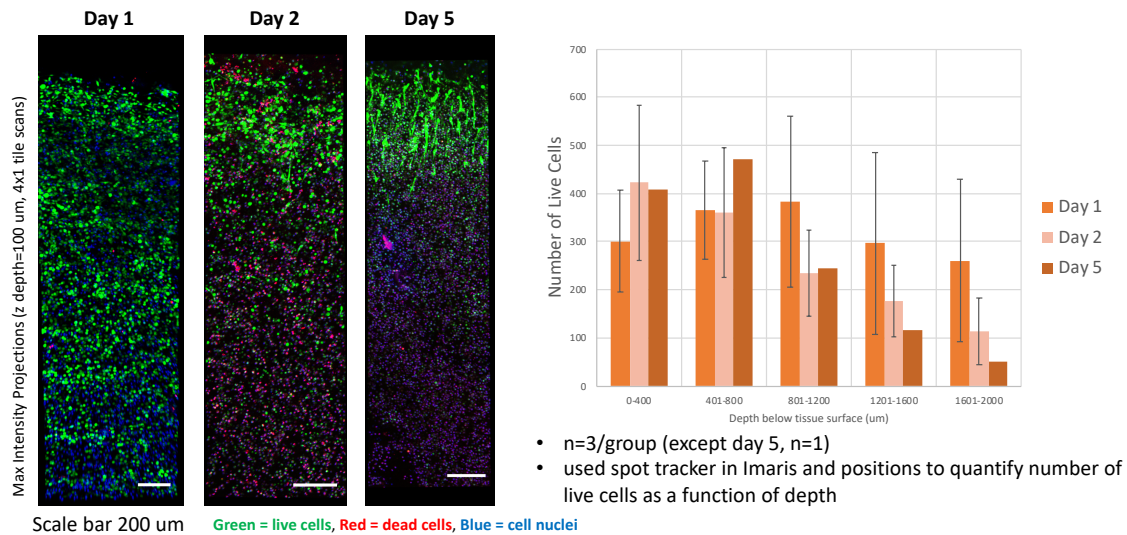 Day 1
Day 2
Day 5
Max Intensity Projections (z depth=100 um, 4x1 tile scans)
Scale bar 200 um
Green = live cells, Red = dead cells, Blue = cell nuclei
Number of Live Cells
700
600
500
400
300
200
100
0
0-400
401-800
801-1200
1201-1600
1601-2000
Depth below tissue surface (um)
Day 1
Day 2
Day 5
• n=3/group (except day 5, n=1)
• used spot tracker in Imaris and positions to quantify number of
live cells as a function of depth